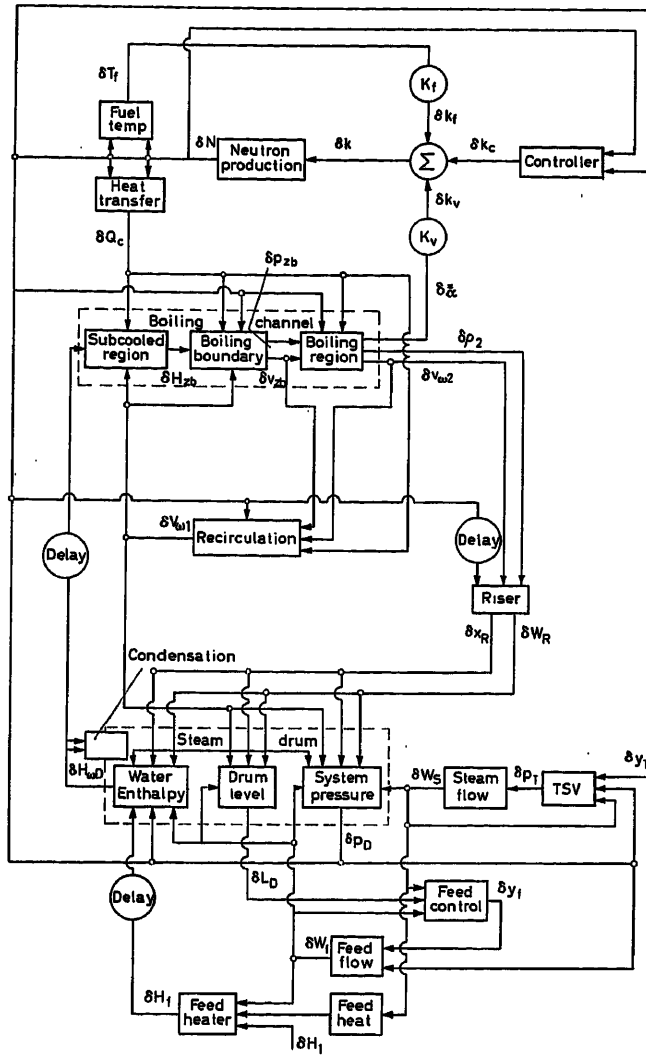 δT_f
K_f
Fuel temp
δk_f
δN
Neutron production
δk
Σ
δk_c
Controller
Heat transfer
δk_v
δQ_c
K_v
δp_zb
Boiling channel
Subcooled region
Boiling boundary
Boiling region
δρ_2
δH_zb
δv_zb
δv_ω2
δV_ω1
Recirculation
Delay
Delay
Riser
δx_R
δW_R
Condensation
Steam drum
δH_ωD
Water Enthalpy
Drum level
System pressure
δW_S
Steam flow
δp_T
TSV
δy_T
δp_D
δL_D
Delay
Feed control
δy_f
δW_f
Feed flow
δH_f
Feed heater
Feed heat
δH_1